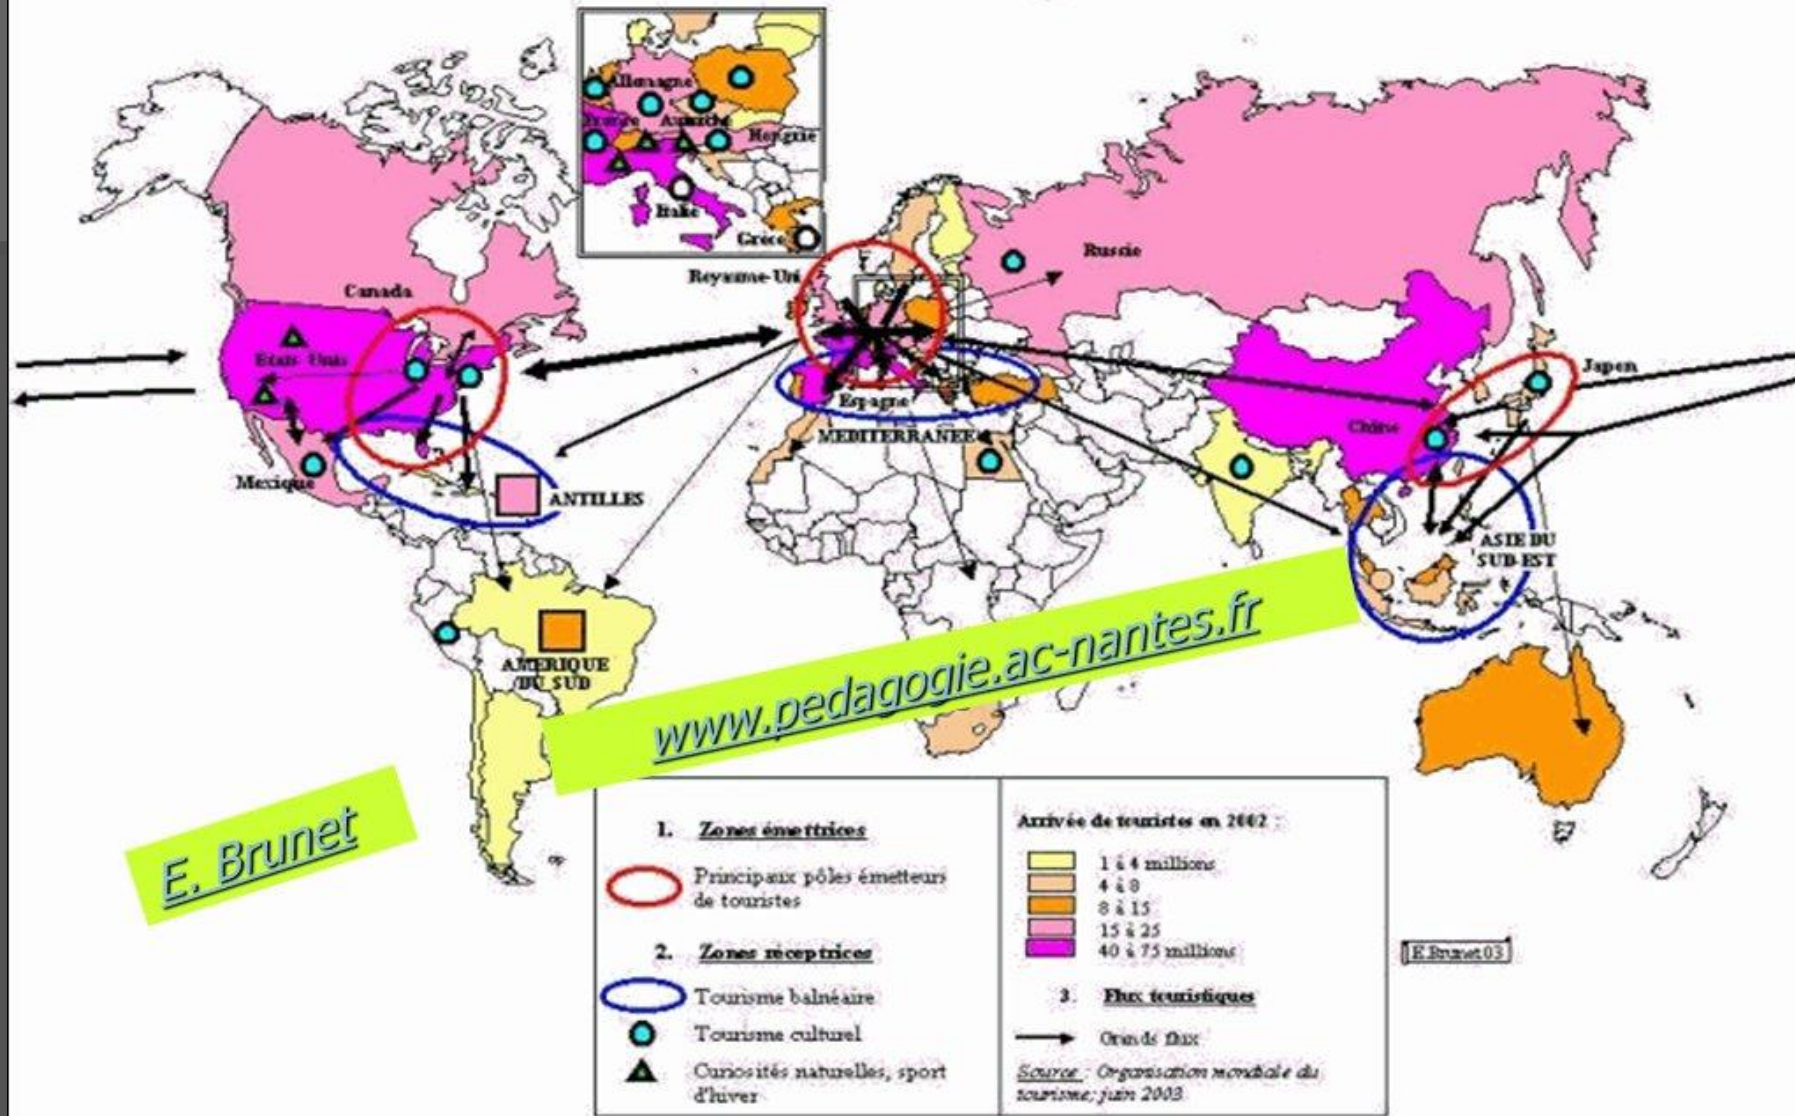 Allemagne
France
Autriche
Hongrie
Italie
Grèce
Royaume-Uni
Russie
Canada
Etats Unis
Japon
Espagne
Chine
MEDITERRANEE
Mexique
ANTILLES
ASIE DU
SUD-EST
AMERIQUE
DU SUD
www.pedagogie.ac-nantes.fr
E. Brunet
1. Zones émettrices
Principaux pôles émetteurs
de touristes
2. Zones réceptrices
Tourisme balnéaire
Tourisme culturel
Curiosités naturelles, sport
d'hiver
Arrivée de touristes en 2002 :
1 à 4 millions
4 à 8
8 à 15
15 à 25
40 à 75 millions
3. Flux touristiques
Grands flux
Source : Organisation mondiale du
tourisme; juin 2003
E.Brunet 03